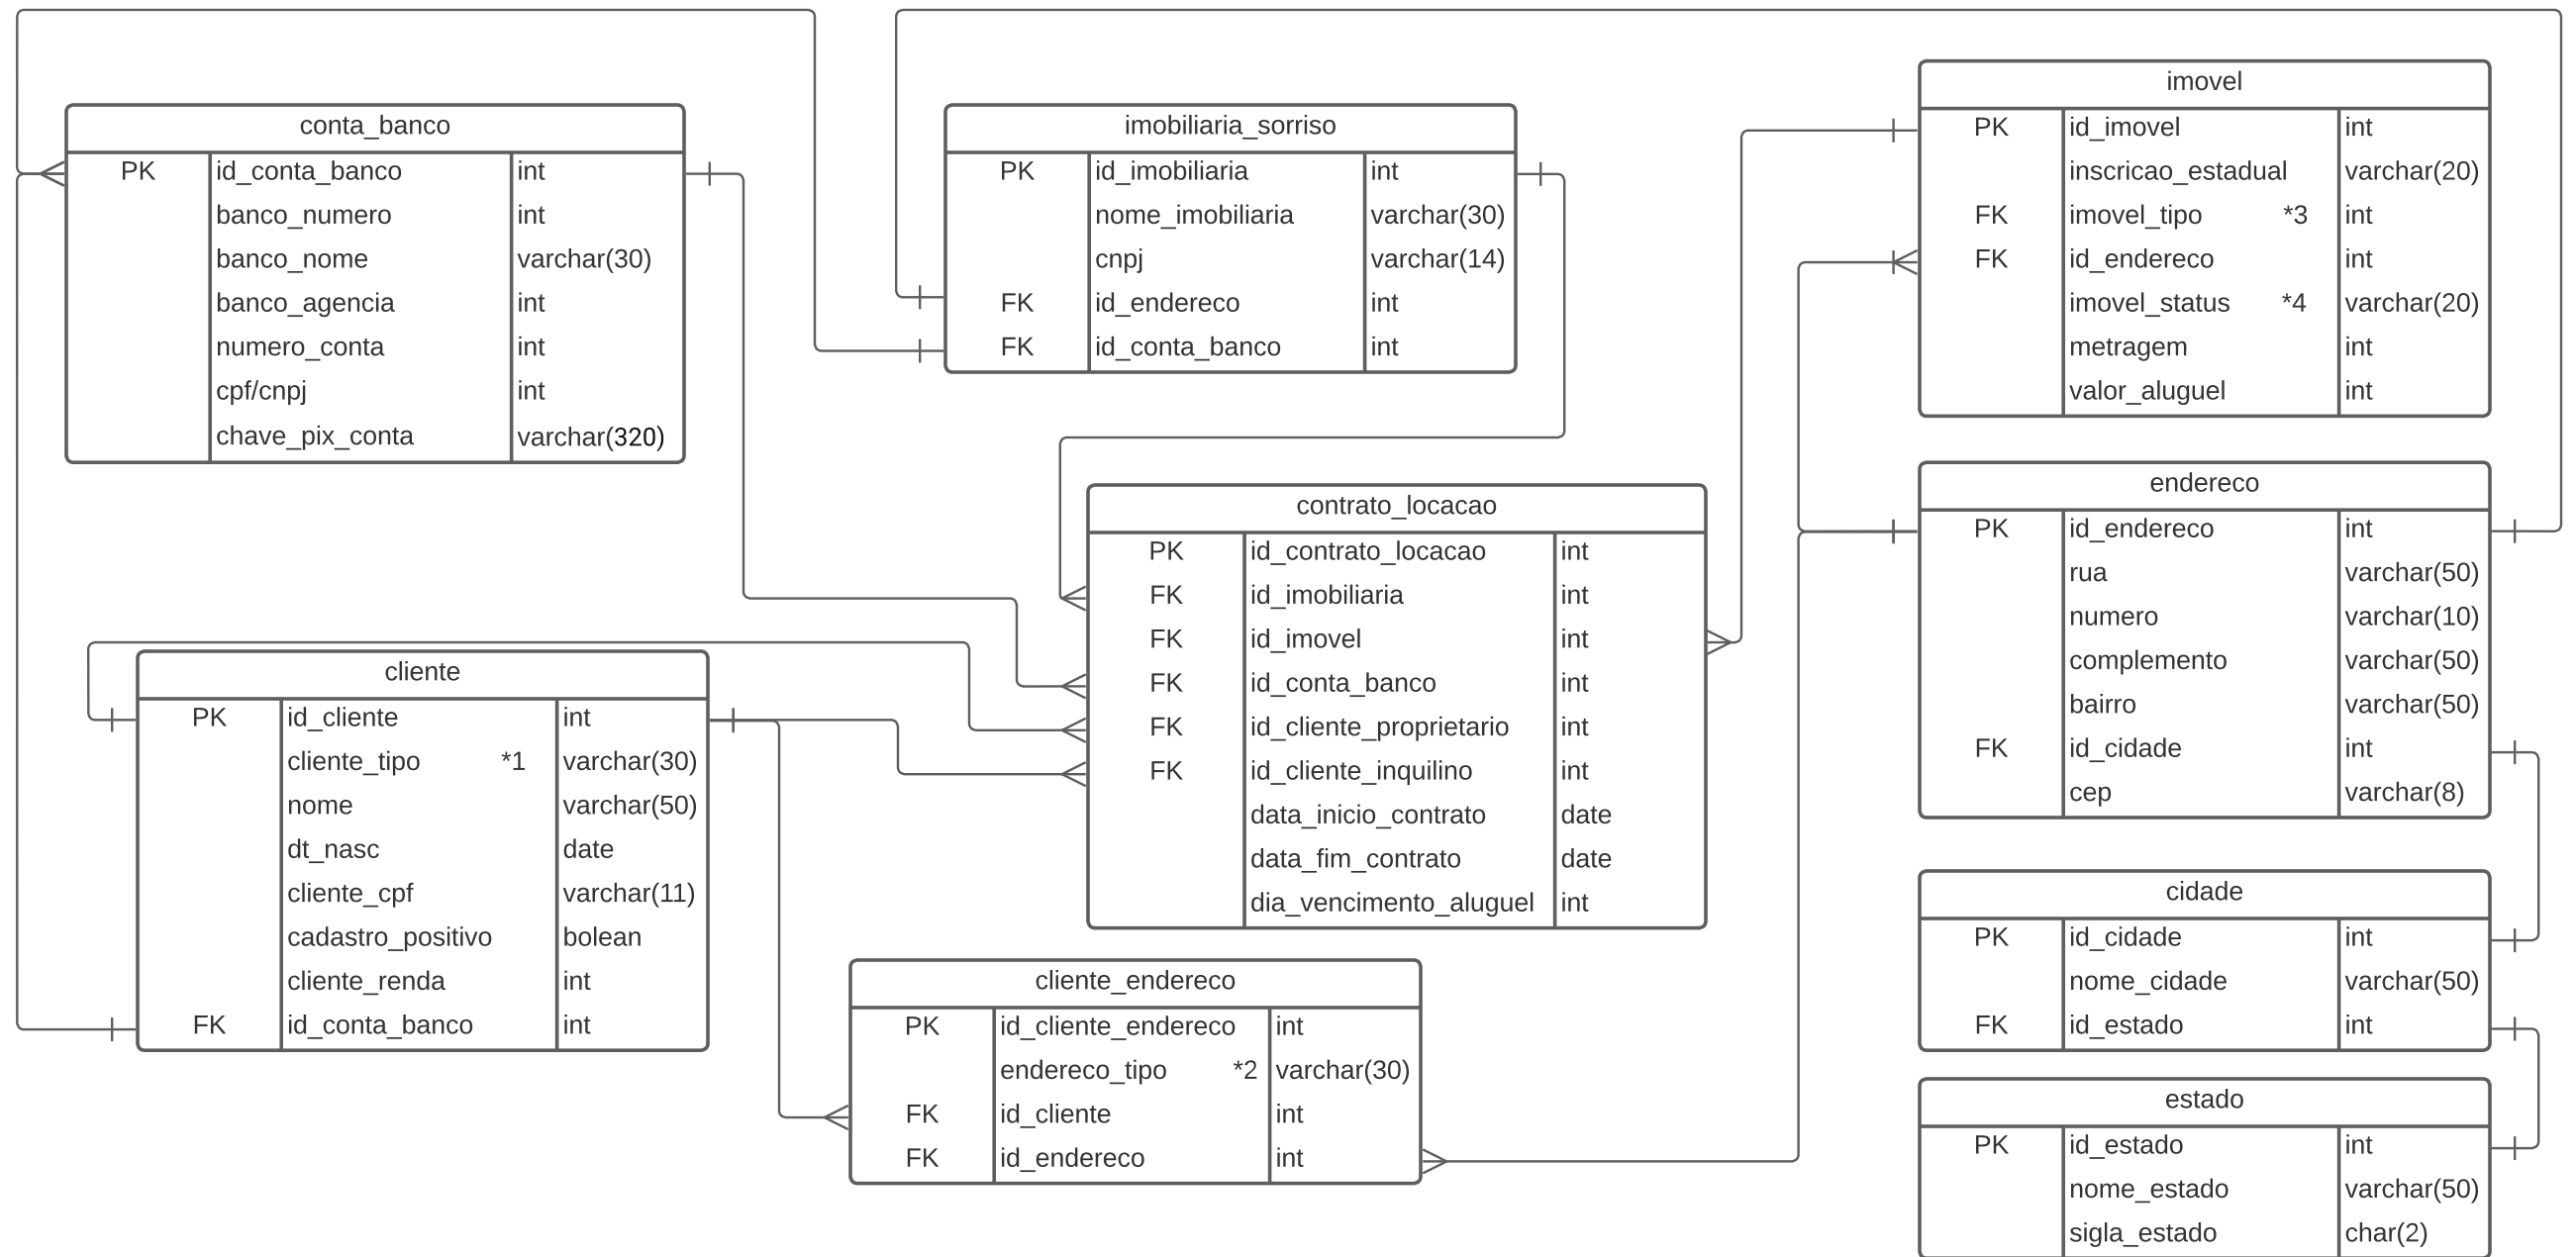 conta_banco
PK id_conta_banco int
banco_numero int
banco_nome varchar(30)
banco_agencia int
numero_conta int
cpf/cnpj int
chave_pix_conta varchar(320)
imobiliaria_sorriso
PK id_imobiliaria int
nome_imobiliaria varchar(30)
cnpj varchar(14)
FK id_endereco int
FK id_conta_banco int
imovel
PK id_imovel int
inscricao_estadual varchar(20)
FK imovel_tipo *3 int
FK id_endereco int
imovel_status *4 varchar(20)
metragem int
valor_aluguel int
contrato_locacao
PK id_contrato_locacao int
FK id_imobiliaria int
FK id_imovel int
FK id_conta_banco int
FK id_cliente_proprietario int
FK id_cliente_inquilino int
data_inicio_contrato date
data_fim_contrato date
dia_vencimento_aluguel int
endereco
PK id_endereco int
rua varchar(50)
numero varchar(10)
complemento varchar(50)
bairro varchar(50)
FK id_cidade int
cep varchar(8)
cliente
PK id_cliente int
cliente_tipo *1 varchar(30)
nome varchar(50)
dt_nasc date
cliente_cpf varchar(11)
cadastro_positivo bolean
cliente_renda int
FK id_conta_banco int
cliente_endereco
PK id_cliente_endereco int
endereco_tipo *2 varchar(30)
FK id_cliente int
FK id_endereco int
cidade
PK id_cidade int
nome_cidade varchar(50)
FK id_estado int
estado
PK id_estado int
nome_estado varchar(50)
sigla_estado char(2)